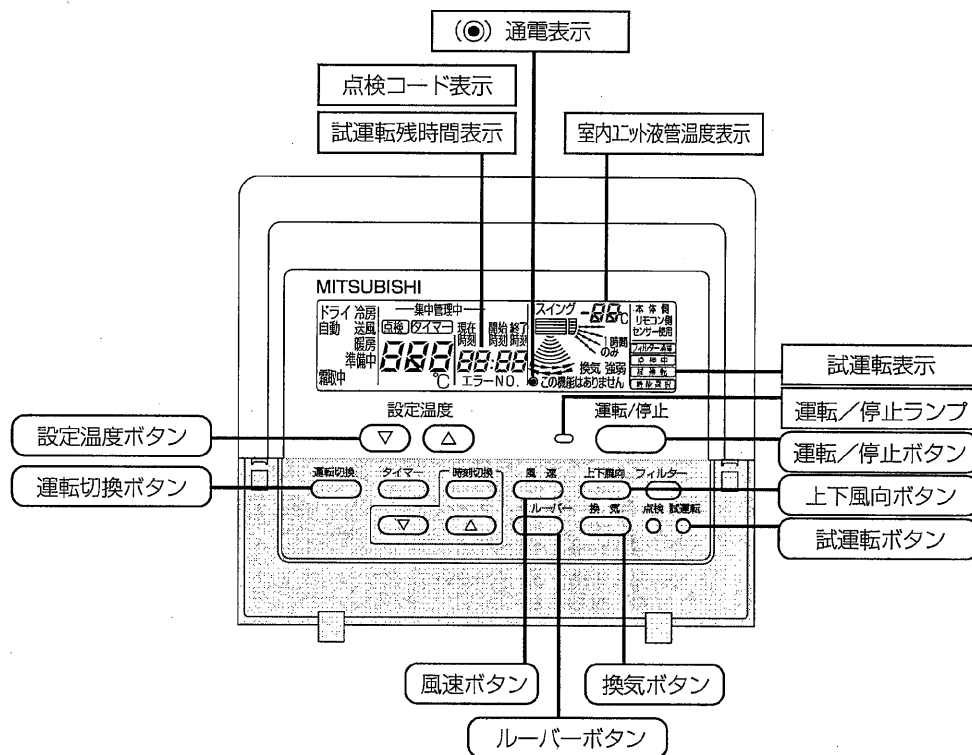 (◉) 通電表示
点検コード表示
試運転残時間表示
室内ユニット液管温度表示
MITSUBISHI
ドライ 冷房
自動 送風
暖房
準備中
霜取中
集中管理中
点検 タイマー
888
℃
現在時刻
開始時刻
終了時刻
88:88
エラーNO.
スイング
-88℃
1時間のみ
換気 強弱
この機能はありません
本体側
リモコン側
センサー使用
フィルター清掃
点検中
試運転
機能選択
試運転表示
運転/停止ランプ
設定温度
運転/停止
設定温度ボタン
▽ △
運転/停止ボタン
運転切換ボタン
運転切換 タイマー 時刻切換 風速 上下風向 フィルター
上下風向ボタン
▽ △ ルーバー 換気 点検 試運転
試運転ボタン
風速ボタン
換気ボタン
ルーバーボタン